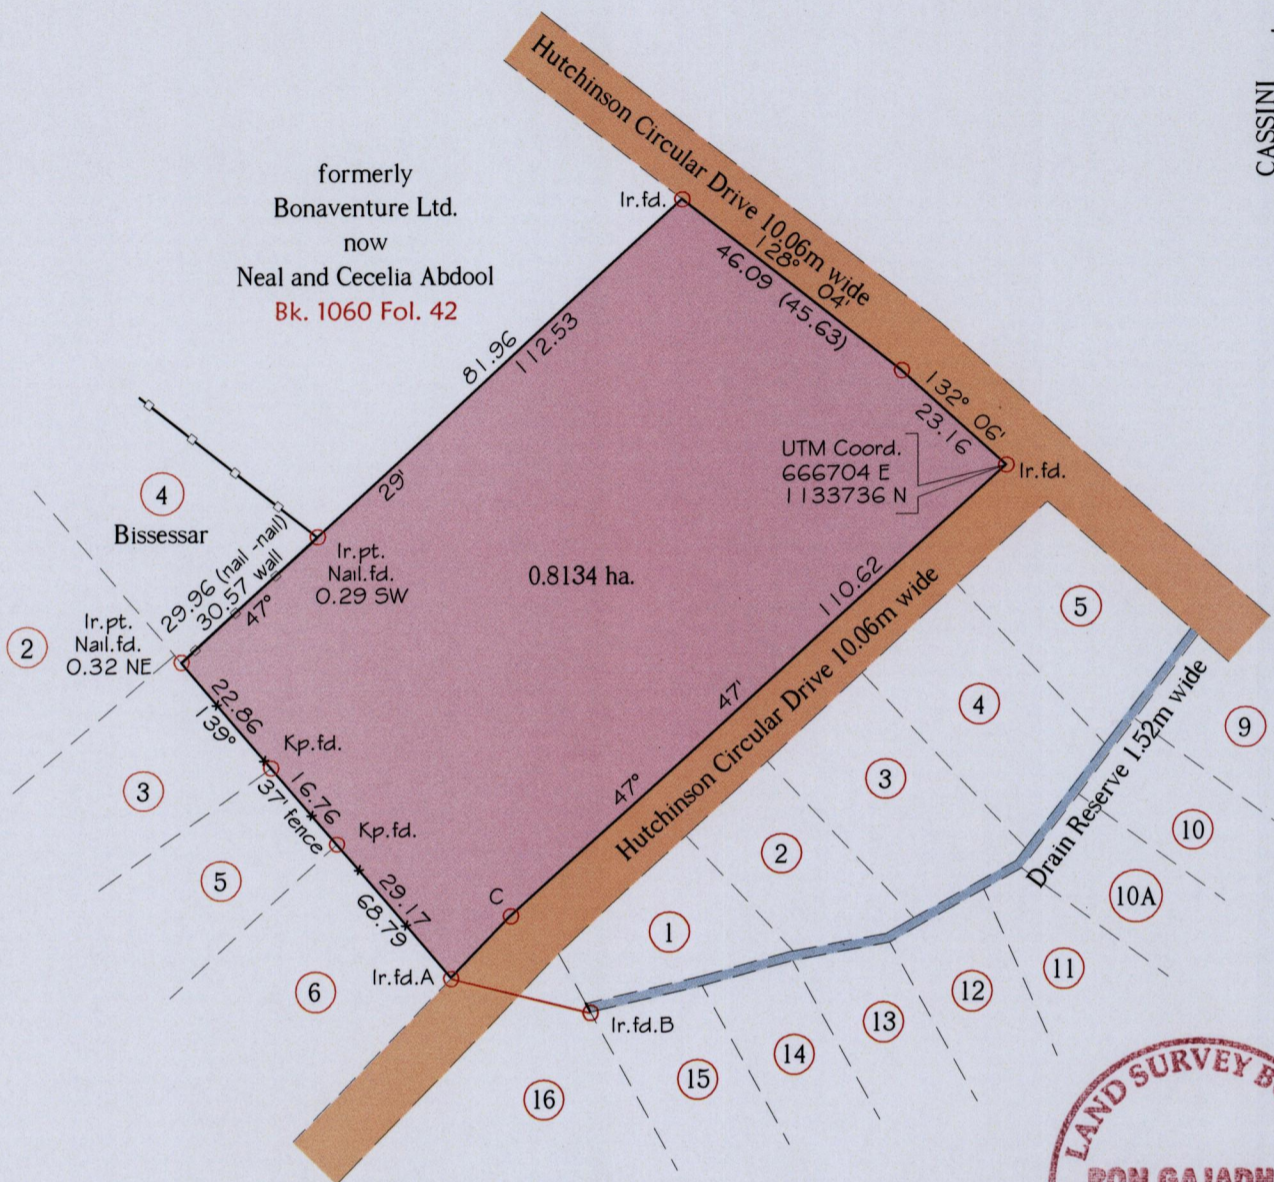 CASSINI
Hutchinson Circular Drive 10.06m wide
formerly
Bonaventure Ltd.
now
Neal and Cecelia Abdool
Bk. 1060 Fol. 42
Ir.fd.
128° 04'
46.09 (45.63)
132° 06'
23.16
UTM Coord.
666704 E
1133736 N
Ir.fd.
81.96
112.53
29'
47°
4
Bissessar
29.96 (nail -nail)
30.57 wall
Ir.pt.
Nail.fd.
0.29 SW
Ir.pt.
Nail.fd.
0.32 NE
2
0.8134 ha.
110.62
47'
47°
Hutchinson Circular Drive 10.06m wide
22.86
139°
Kp.fd.
16.76
37' fence
Kp.fd.
29.17
68.79
3
5
6
C
Ir.fd.A
Ir.fd.B
5
4
3
2
1
Drain Reserve 1.52m wide
9
10
10A
11
12
13
14
15
16
LAND SURVEY B
RON GAJADH